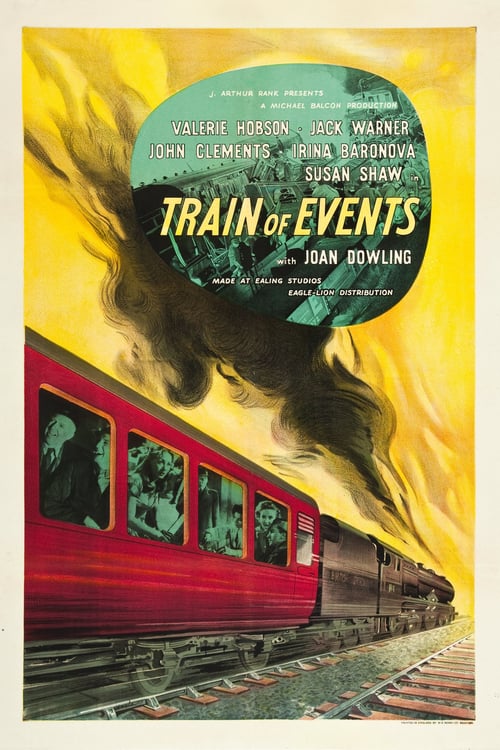 J. ARTHUR RANK PRESENTS
A MICHAEL BALCON PRODUCTION
VALERIE HOBSON · JACK WARNER
JOHN CLEMENTS · IRINA BARONOVA
SUSAN SHAW in
TRAIN OF EVENTS
with JOAN DOWLING
MADE AT EALING STUDIOS
EAGLE-LION DISTRIBUTION
BRITISH